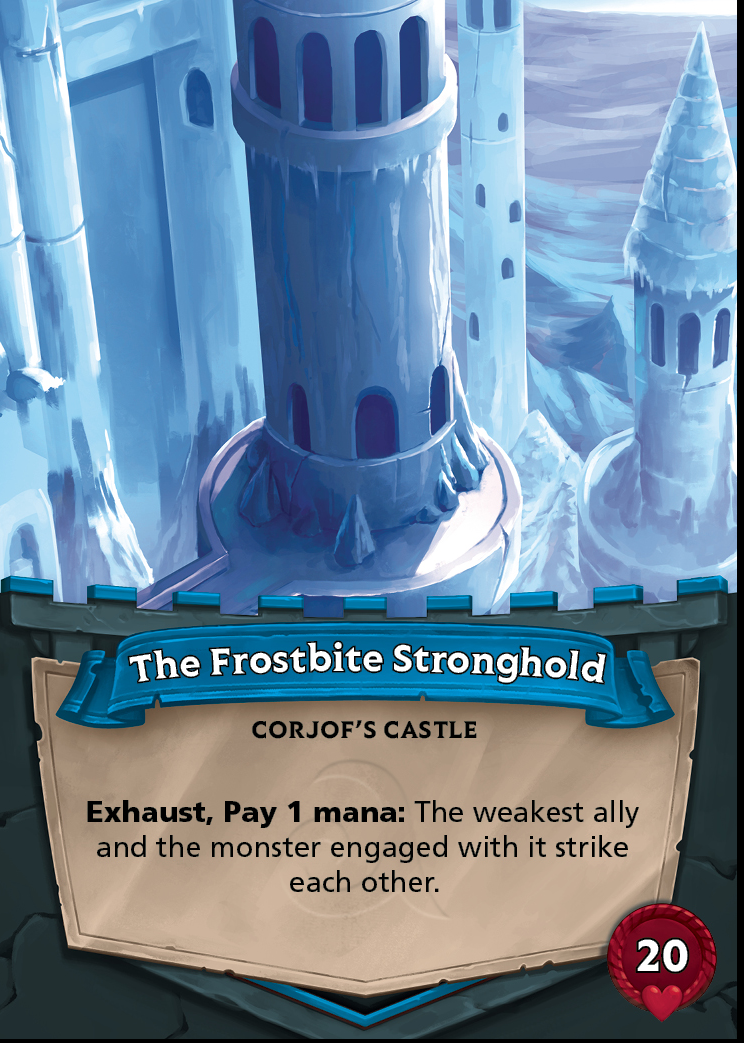 The Frostbite Stronghold
CORJOF'S CASTLE
Exhaust, Pay 1 mana: The weakest ally
and the monster engaged with it strike
each other.
20